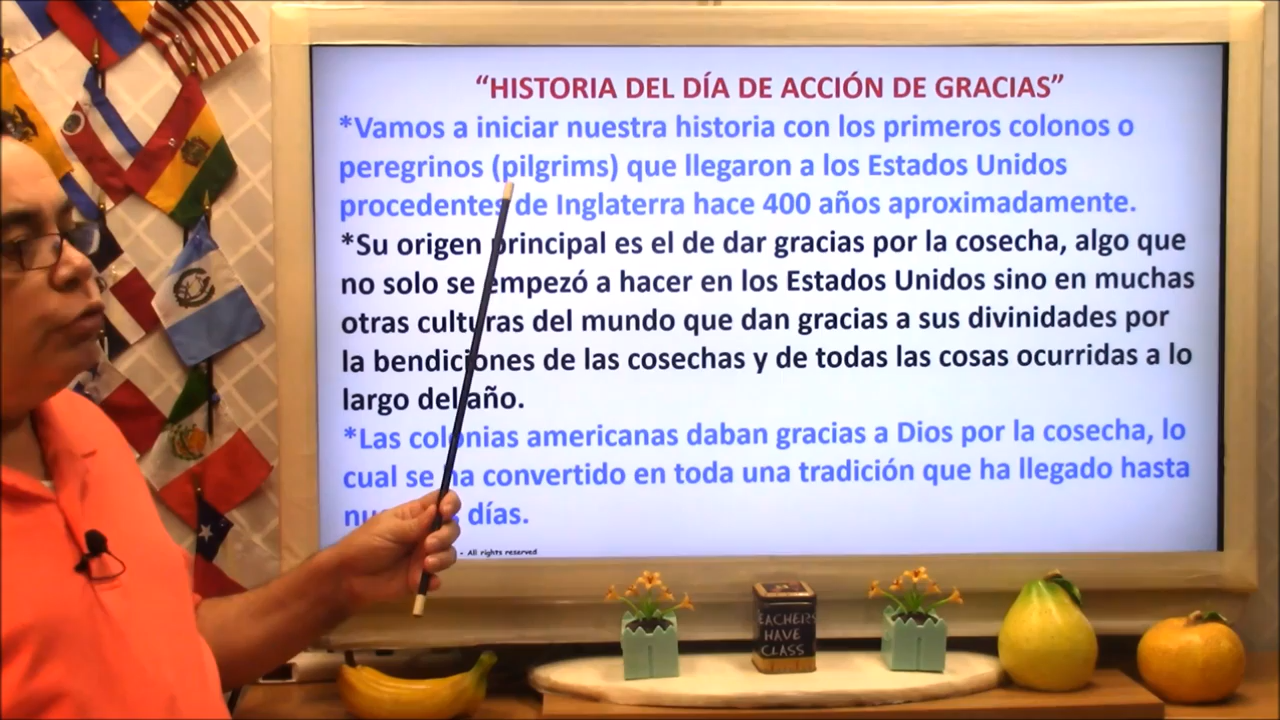 “HISTORIA DEL DÍA DE ACCIÓN DE GRACIAS”
*Vamos a iniciar nuestra historia con los primeros colonos o
peregrinos (pilgrims) que llegaron a los Estados Unidos
procedentes de Inglaterra hace 400 años aproximadamente.
*Su origen principal es el de dar gracias por la cosecha, algo que
no solo se empezó a hacer en los Estados Unidos sino en muchas
otras culturas del mundo que dan gracias a sus divinidades por
la bendiciones de las cosechas y de todas las cosas ocurridas a lo
largo del año.
*Las colonias americanas daban gracias a Dios por la cosecha, lo
cual se ha convertido en toda una tradición que ha llegado hasta
días.
- All rights reserved
TEACHERS
HAVE
CLASS